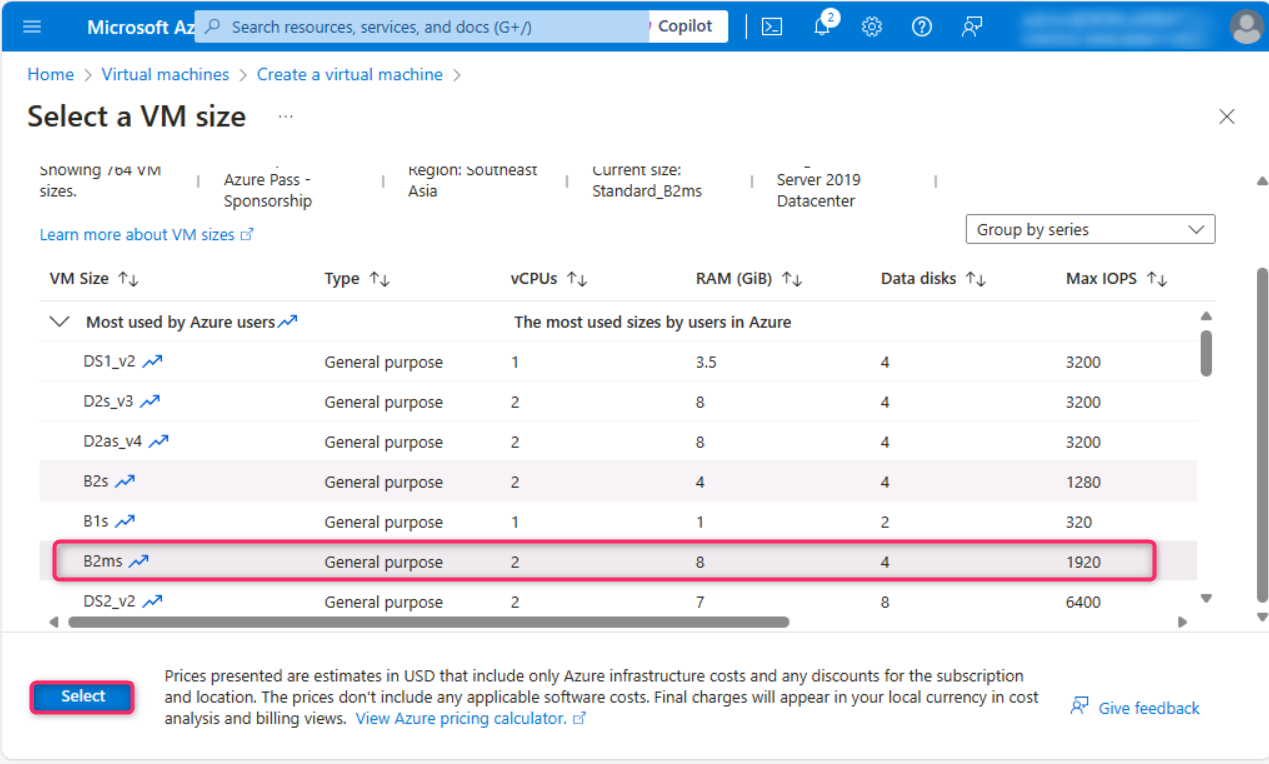 Microsoft Az
Search resources, services, and docs (G+/)
Copilot
2
Home > Virtual machines > Create a virtual machine >
Select a VM size ...
Showing 764 VM sizes.
Azure Pass - Sponsorship
Region: Southeast Asia
Current size: Standard_B2ms
Server 2019 Datacenter
Learn more about VM sizes
Group by series
VM Size Type vCPUs RAM (GiB) Data disks Max IOPS
Most used by Azure users The most used sizes by users in Azure
DS1_v2 General purpose 1 3.5 4 3200
D2s_v3 General purpose 2 8 4 3200
D2as_v4 General purpose 2 8 4 3200
B2s General purpose 2 4 4 1280
B1s General purpose 1 1 2 320
B2ms General purpose 2 8 4 1920
DS2_v2 General purpose 2 7 8 6400
Select
Prices presented are estimates in USD that include only Azure infrastructure costs and any discounts for the subscription
and location. The prices don't include any applicable software costs. Final charges will appear in your local currency in cost
analysis and billing views. View Azure pricing calculator.
Give feedback